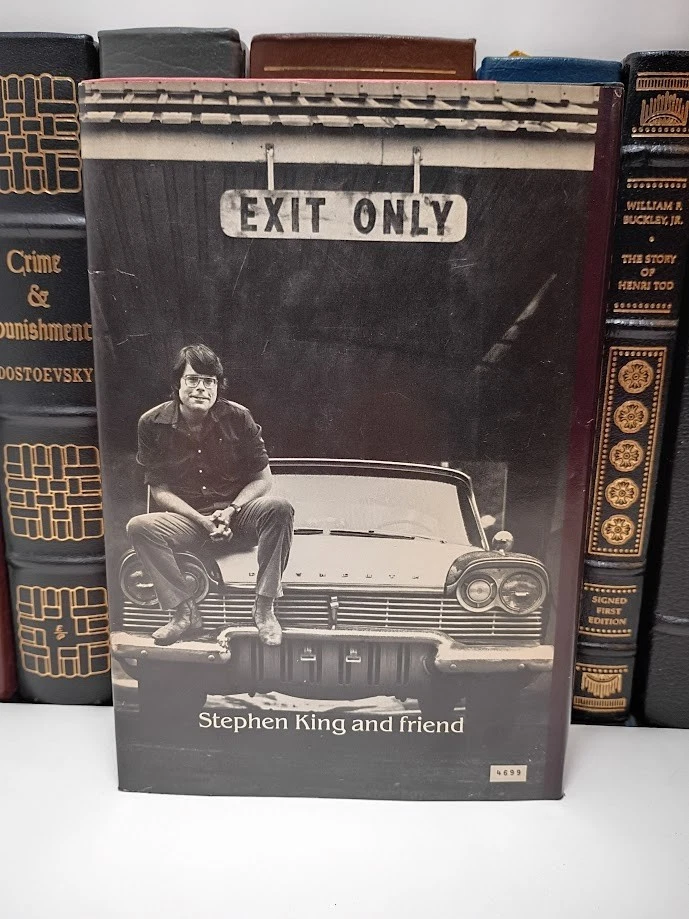 EXIT ONLY
Stephen King and friend
4699
Crime
&
Punishment
DOSTOEVSKY
WILLIAM F.
BUCKLEY, JR.
THE STORY
OF
HENRI TOD
SIGNED
FIRST
EDITION